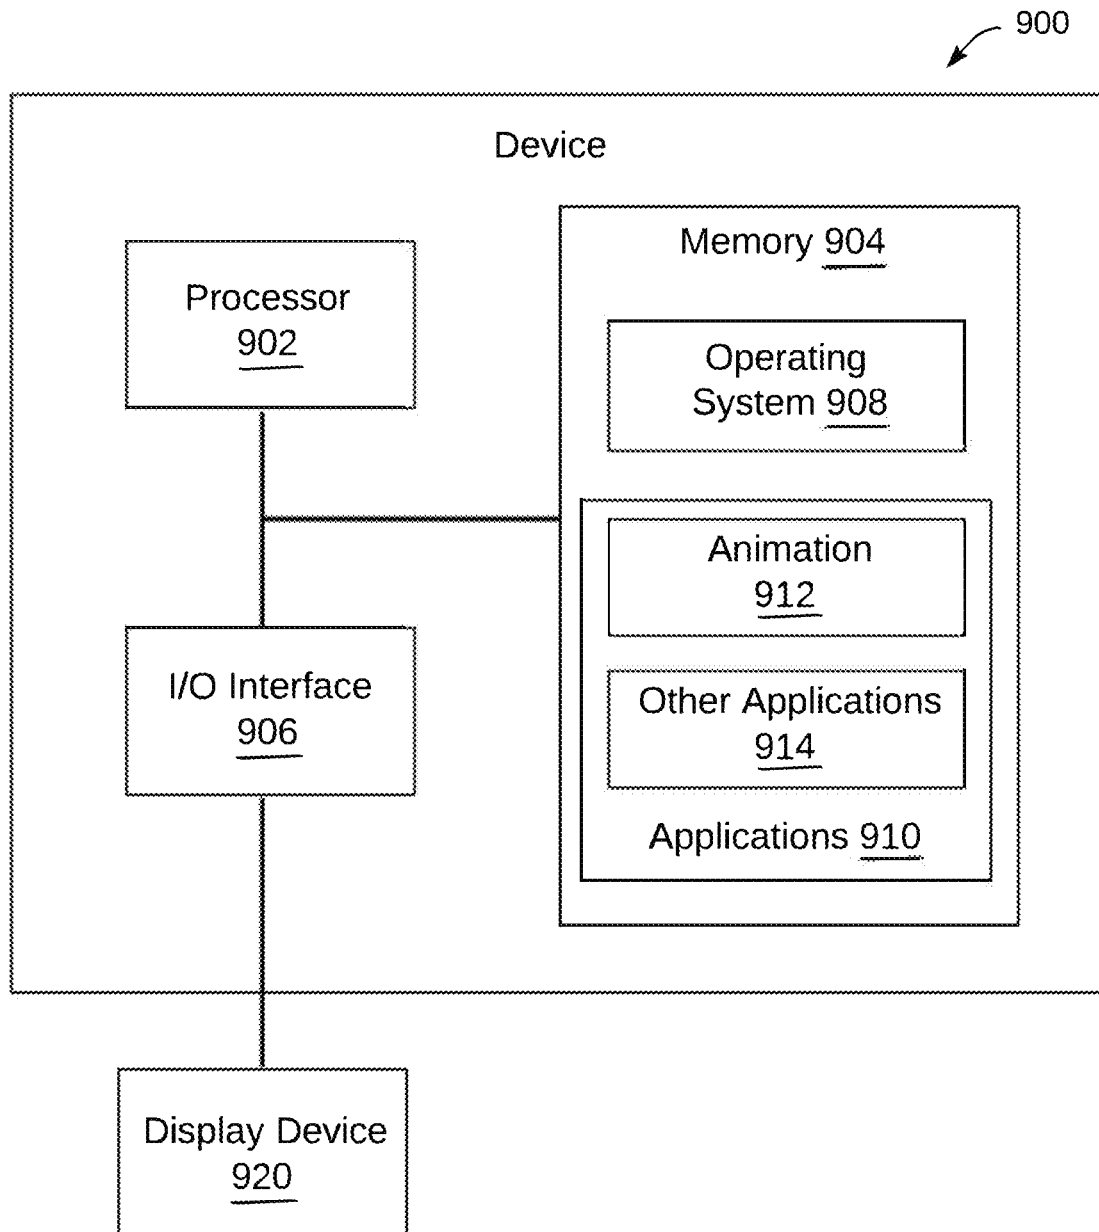 900
Device
Processor
902
Memory 904
Operating
System 908
Animation
912
I/O Interface
906
Other Applications
914
Applications 910
Display Device
920